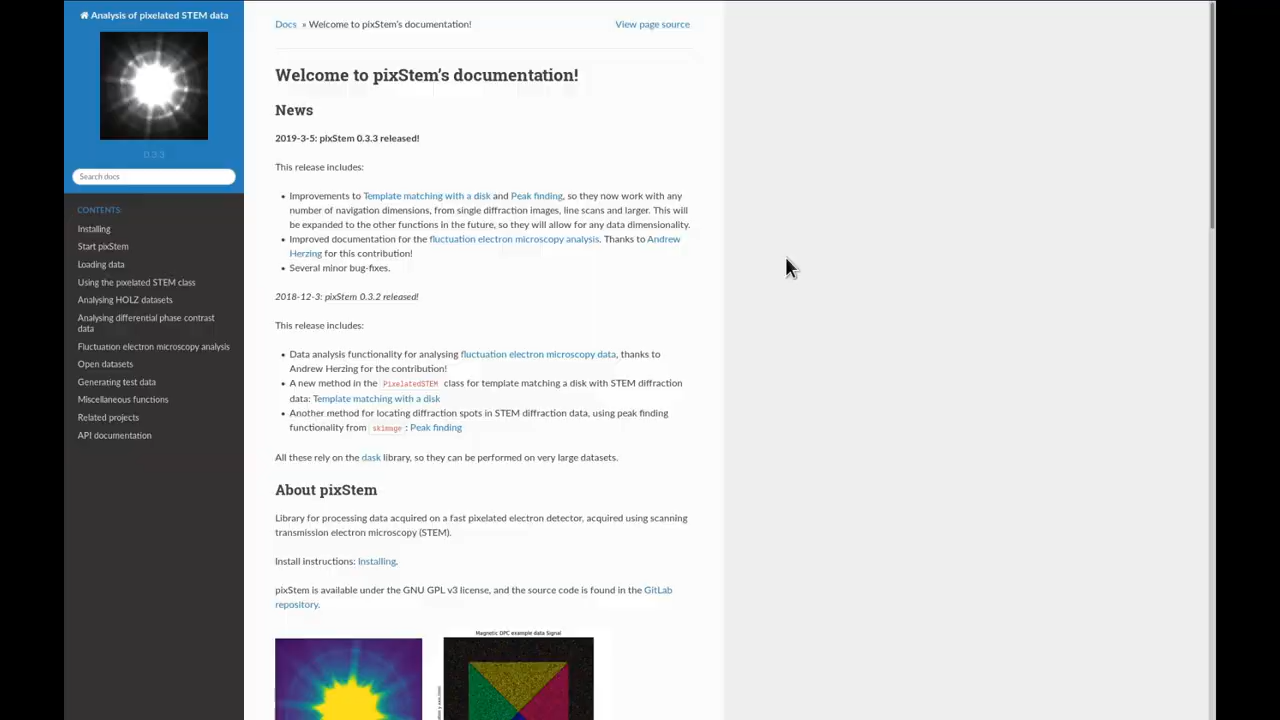 Analysis of pixelated STEM data
0.3.3
Search docs
CONTENTS:
Installing
Start pixStem
Loading data
Using the pixelated STEM class
Analysing HOLZ datasets
Analysing differential phase contrast
data
Fluctuation electron microscopy analysis
Open datasets
Generating test data
Miscellaneous functions
Related projects
API documentation
Docs » Welcome to pixStem's documentation!
View page source
Welcome to pixStem's documentation!
News
2019-3-5: pixStem 0.3.3 released!
This release includes:
• Improvements to Template matching with a disk and Peak finding, so they now work with any
number of navigation dimensions, from single diffraction images, line scans and larger. This will
be expanded to the other functions in the future, so they will allow for any data dimensionality.
• Improved documentation for the fluctuation electron microscopy analysis. Thanks to Andrew
Herzing for this contribution!
• Several minor bug-fixes.
2018-12-3: pixStem 0.3.2 released!
This release includes:
• Data analysis functionality for analysing fluctuation electron microscopy data, thanks to
Andrew Herzing for the contribution!
• A new method in the PixelatedSTEM class for template matching a disk with STEM diffraction
data: Template matching with a disk
• Another method for locating diffraction spots in STEM diffraction data, using peak finding
functionality from skimage : Peak finding
All these rely on the dask library, so they can be performed on very large datasets.
About pixStem
Library for processing data acquired on a fast pixelated electron detector, acquired using scanning
transmission electron microscopy (STEM).
Install instructions: Installing.
pixStem is available under the GNU GPL v3 license, and the source code is found in the GitLab
repository.
Magnetic DPC example data Signal